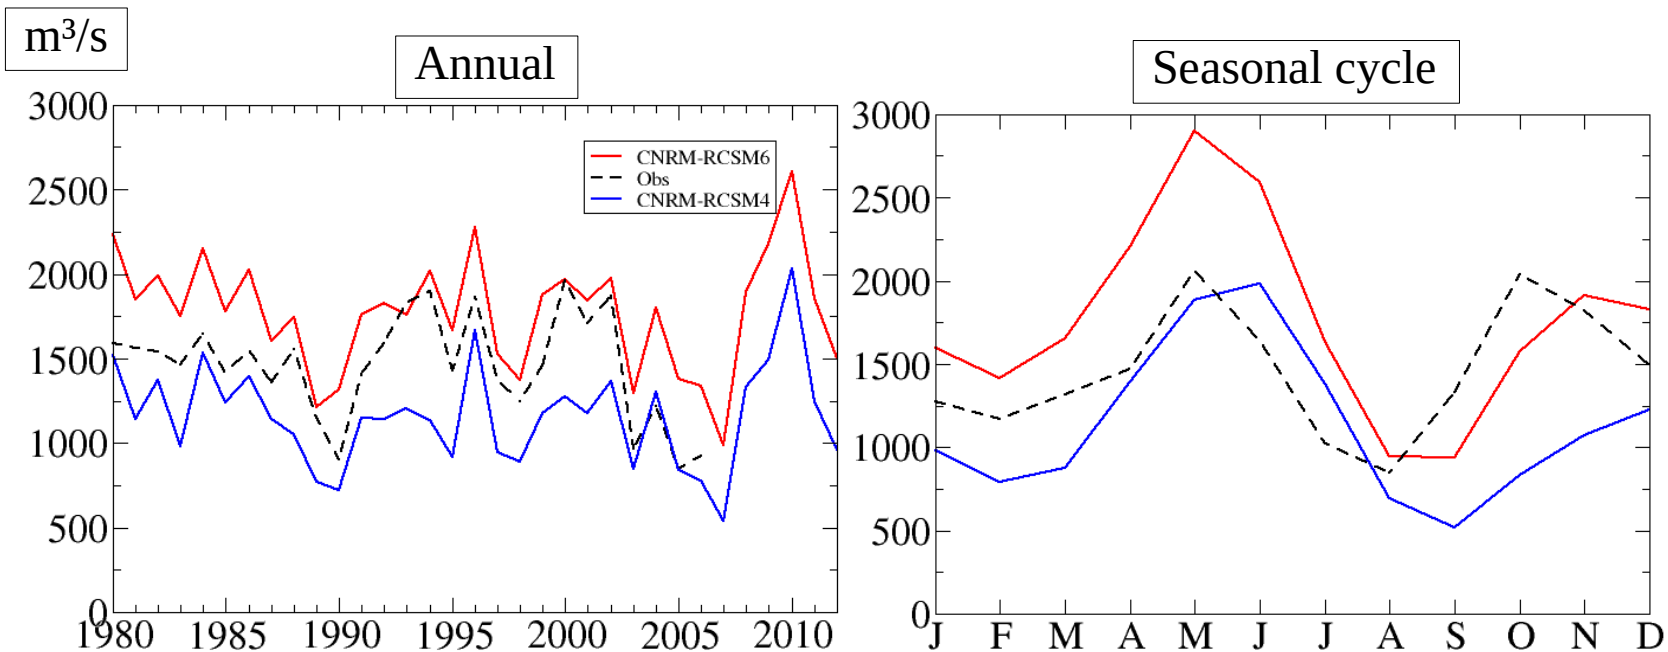 m³/s
Annual
Seasonal cycle
3000
2500
2000
1500
1000
500
0
1980 1985 1990 1995 2000 2005 2010
CNRM-RCSM6
Obs
CNRM-RCSM4
3000
2500
2000
1500
1000
500
0
J F M A M J J A S O N D